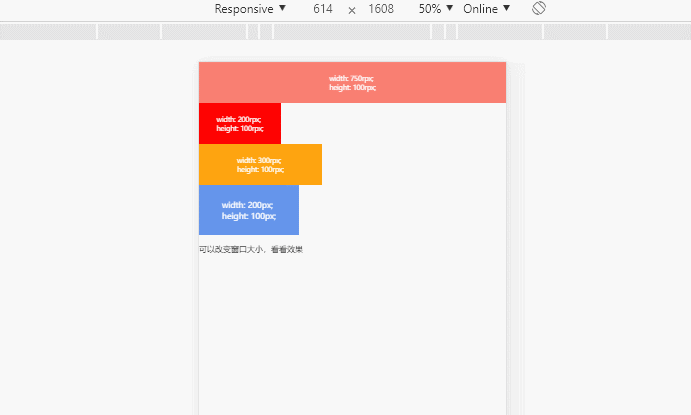 Responsive ▼ 614 × 1608 50% ▼ Online ▼
width: 750rpx;
height: 100rpx;
width: 200rpx;
height: 100rpx;
width: 300rpx;
height: 100rpx;
width: 200px;
height: 100px;
可以改变窗口大小，看看效果